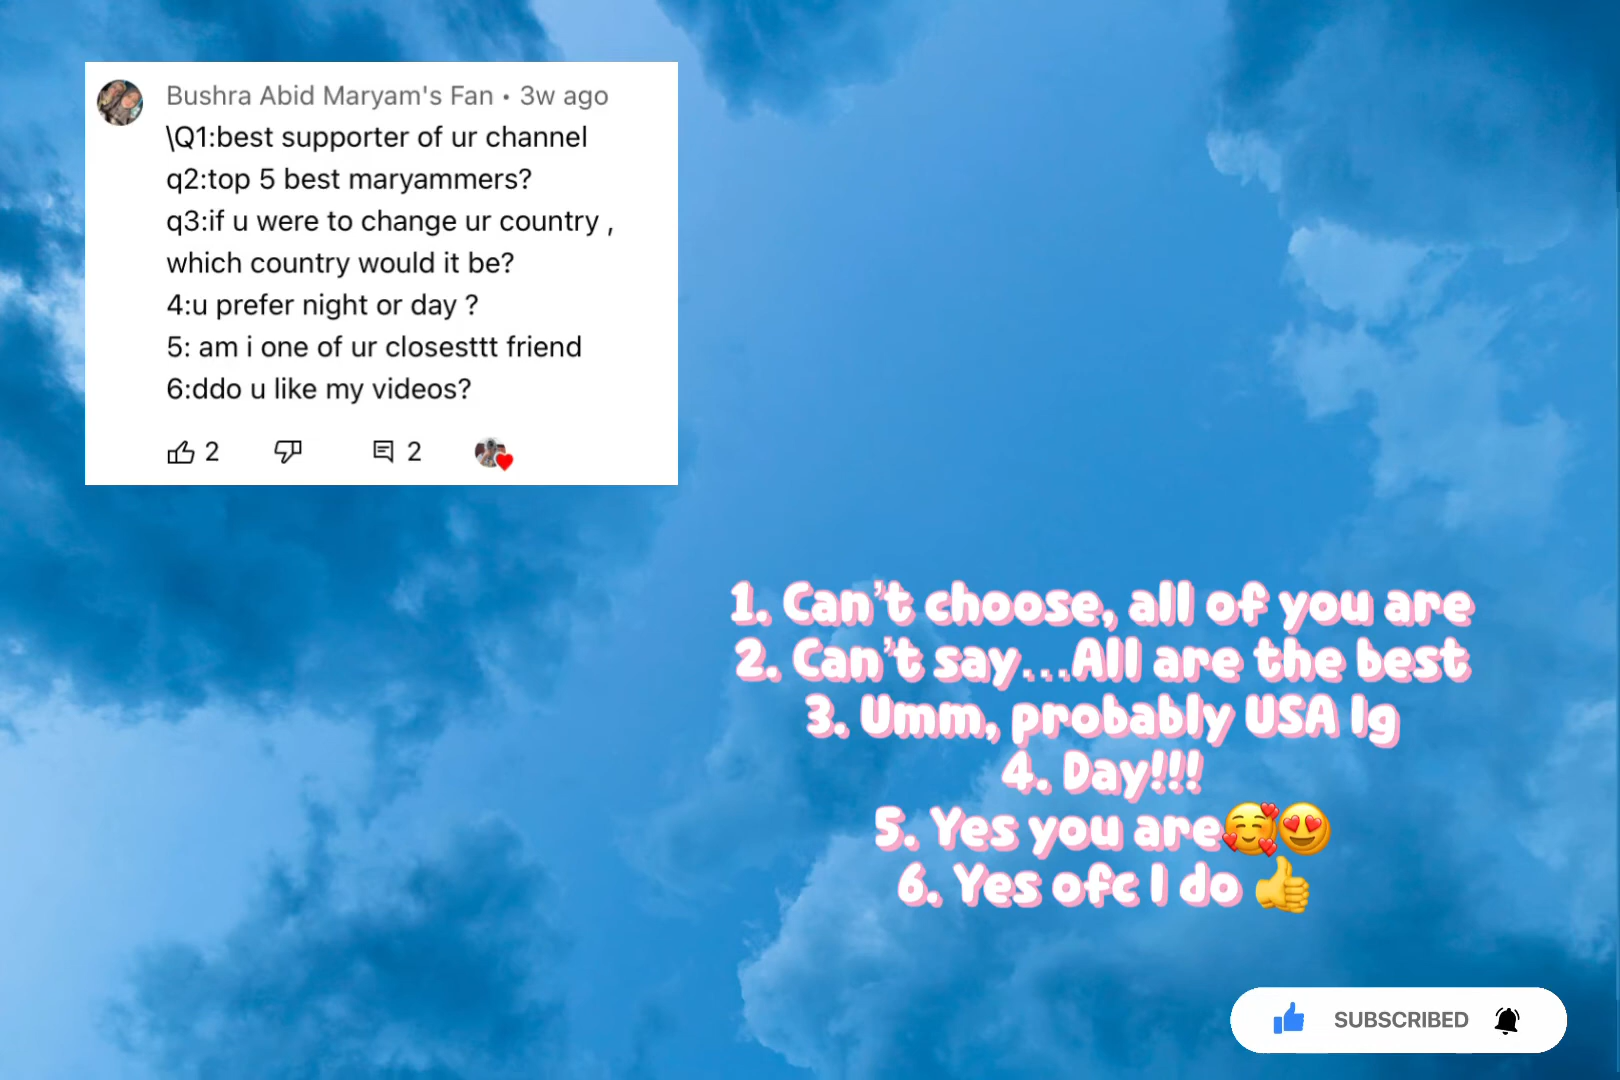 Bushra Abid Maryam's Fan • 3w ago
\Q1:best supporter of ur channel
q2:top 5 best maryammers?
q3:if u were to change ur country ,
which country would it be?
4:u prefer night or day ?
5: am i one of ur closesttt friend
6:ddo u like my videos?
2 2
1. Can't choose, all of you are
2. Can't say...All are the best
3. Umm, probably USA Ig
4. Day!!!
5. Yes you are🥰😍
6. Yes ofc I do 👍
SUBSCRIBED